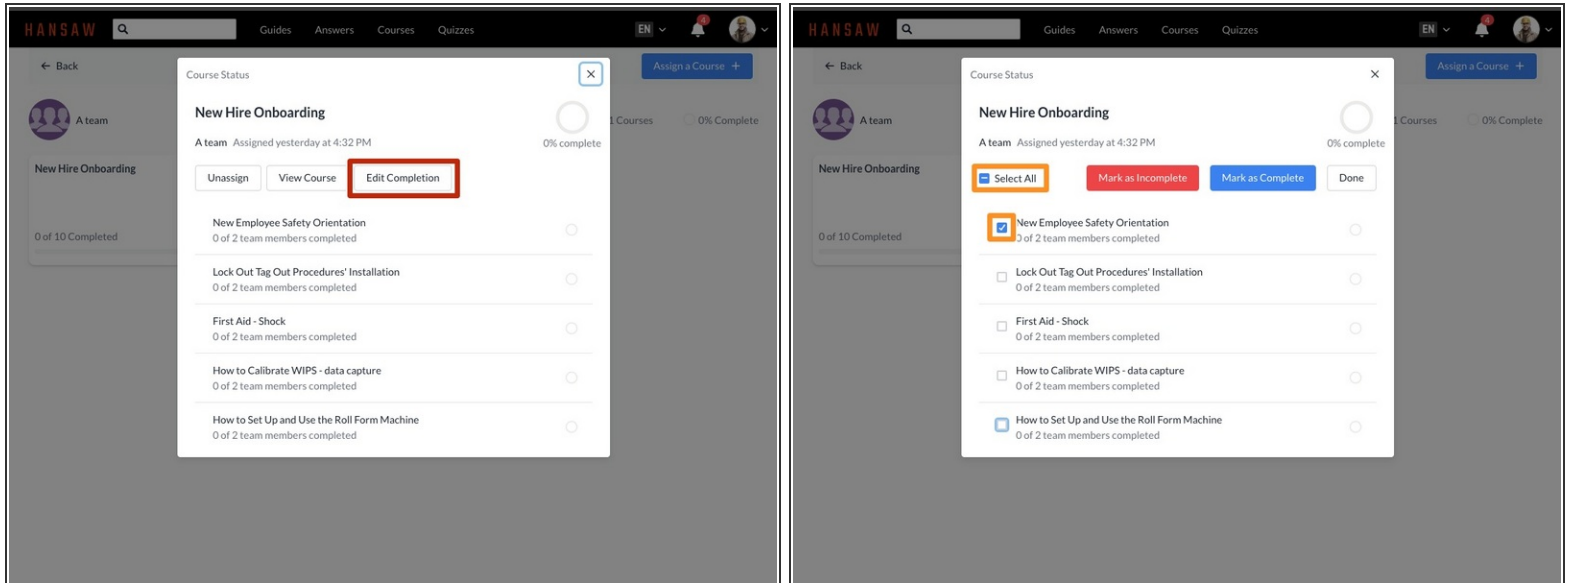 HANSAW Guides Answers Courses Quizzes EN 4
← Back Assign a Course +
Course Status
New Hire Onboarding
A team 1 Courses 0% Complete
A team Assigned yesterday at 4:32 PM 0% complete
New Hire Onboarding
Unassign View Course Edit Completion
New Employee Safety Orientation
0 of 10 Completed 0 of 2 team members completed
Lock Out Tag Out Procedures' Installation
0 of 2 team members completed
First Aid - Shock
0 of 2 team members completed
How to Calibrate WIPS - data capture
0 of 2 team members completed
How to Set Up and Use the Roll Form Machine
0 of 2 team members completed
HANSAW Guides Answers Courses Quizzes EN 4
← Back Assign a Course +
Course Status
New Hire Onboarding
A team 1 Courses 0% Complete
A team Assigned yesterday at 4:32 PM 0% complete
New Hire Onboarding
Select All Mark as Incomplete Mark as Complete Done
New Employee Safety Orientation
0 of 10 Completed 0 of 2 team members completed
Lock Out Tag Out Procedures' Installation
0 of 2 team members completed
First Aid - Shock
0 of 2 team members completed
How to Calibrate WIPS - data capture
0 of 2 team members completed
How to Set Up and Use the Roll Form Machine
0 of 2 team members completed